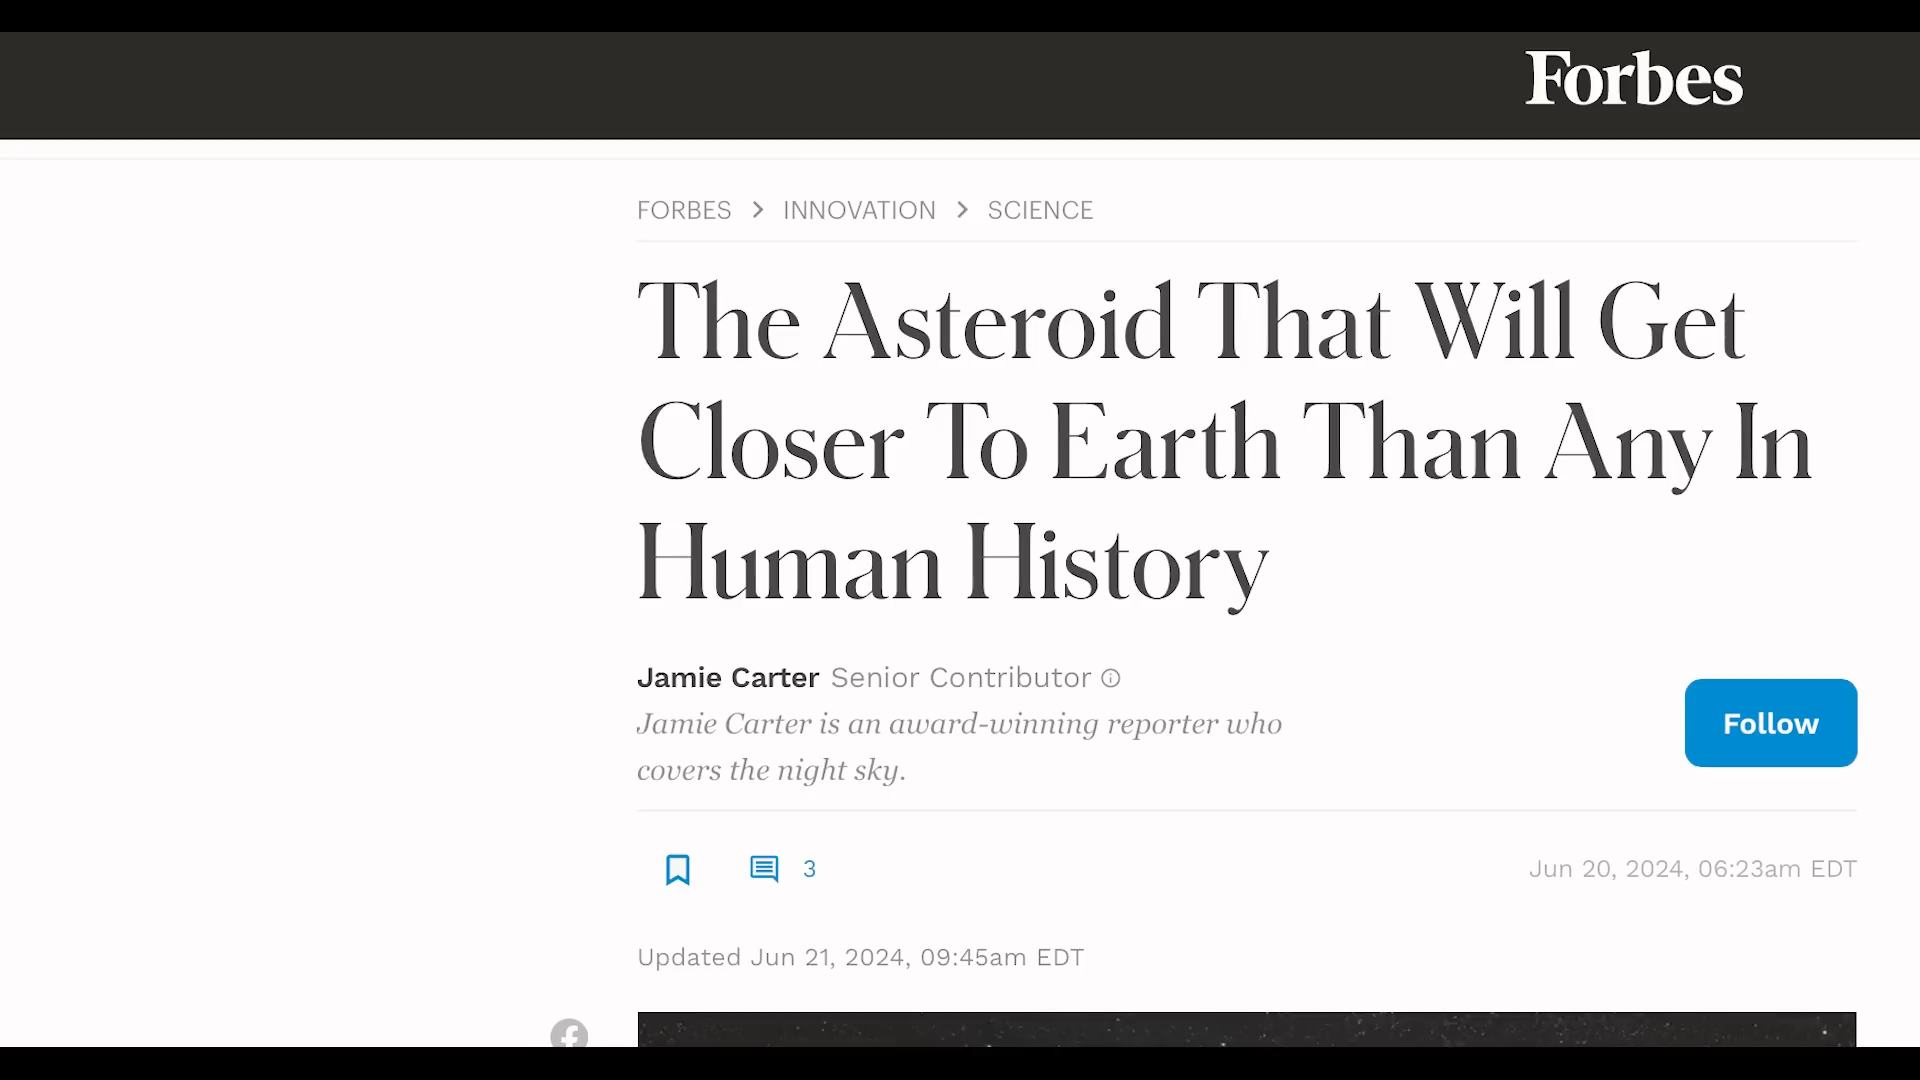 Forbes
FORBES > INNOVATION > SCIENCE
The Asteroid That Will Get
Closer To Earth Than Any In
Human History
Jamie Carter Senior Contributor
Jamie Carter is an award-winning reporter who
covers the night sky.
Follow
3
Jun 20, 2024, 06:23am EDT
Updated Jun 21, 2024, 09:45am EDT